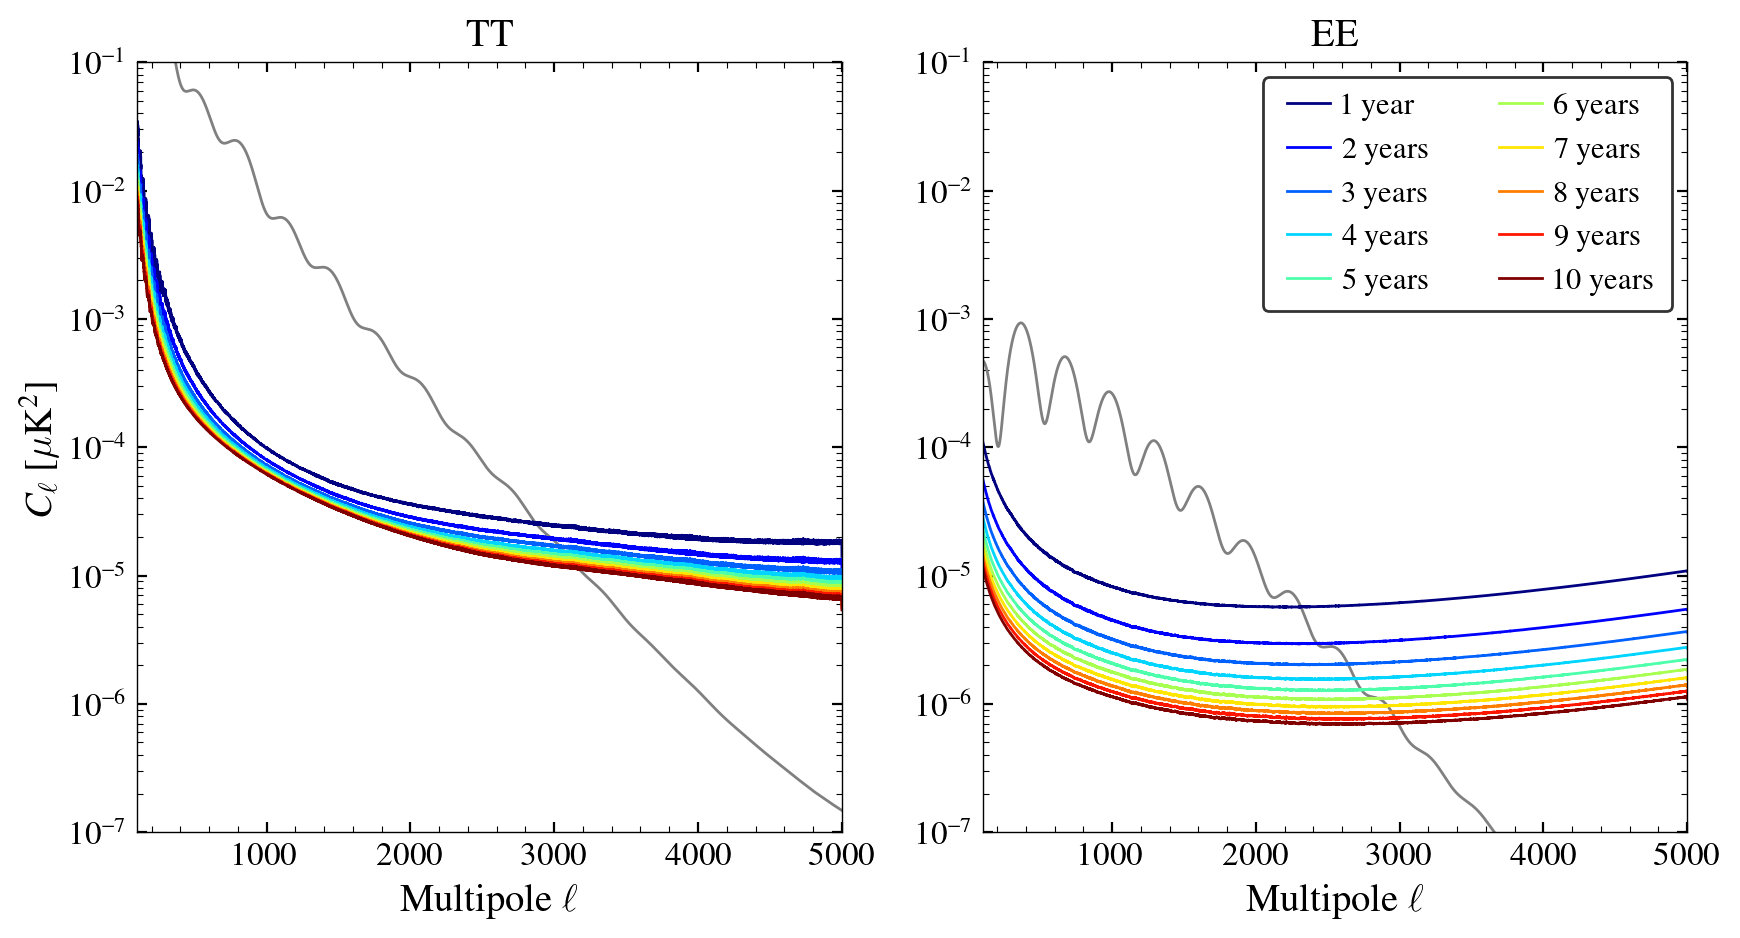 TT
EE
10⁻¹
10⁻²
10⁻³
10⁻⁴
10⁻⁵
10⁻⁶
10⁻⁷
C_ℓ [μK²]
1000 2000 3000 4000 5000
Multipole ℓ
10⁻¹
10⁻²
10⁻³
10⁻⁴
10⁻⁵
10⁻⁶
10⁻⁷
1 year
2 years
3 years
4 years
5 years
6 years
7 years
8 years
9 years
10 years
1000 2000 3000 4000 5000
Multipole ℓ